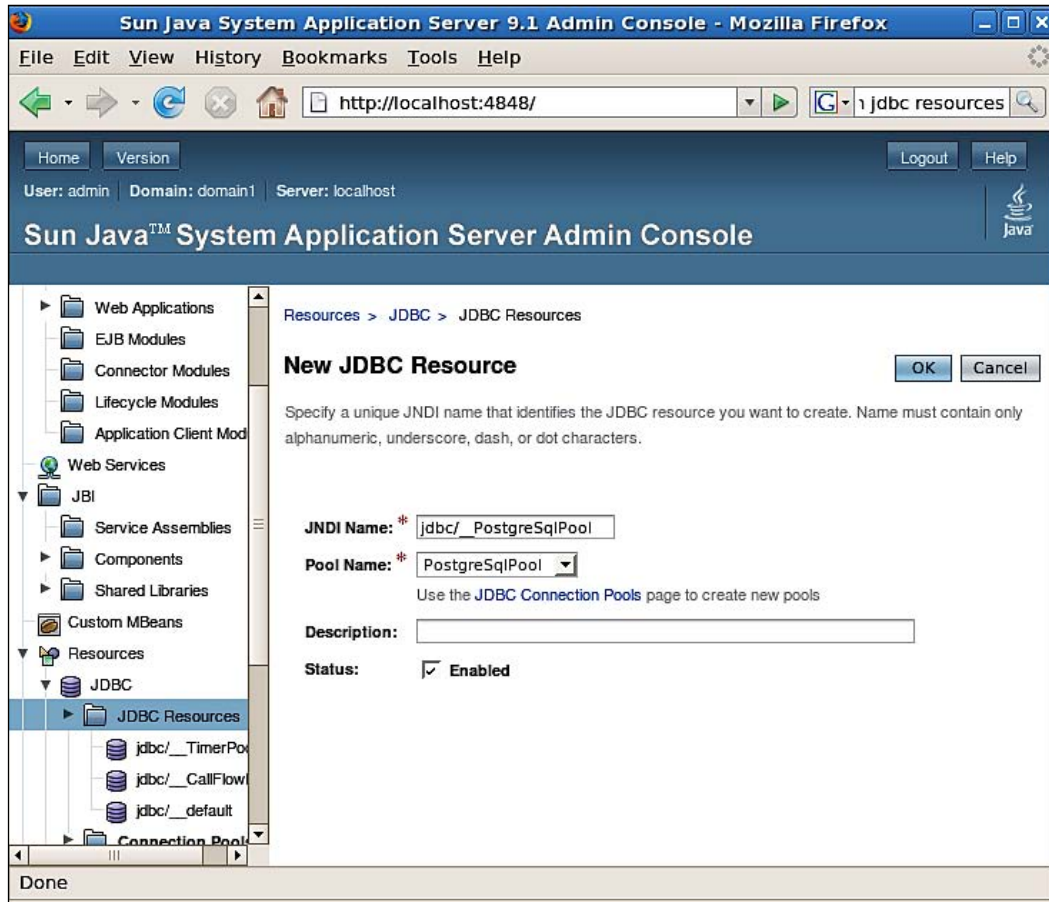 Sun Java System Application Server 9.1 Admin Console - Mozilla Firefox
File Edit View History Bookmarks Tools Help
http://localhost:4848/
G
jdbc resources
Home Version
Logout Help
User: admin Domain: domain1 Server: localhost
Sun Java™ System Application Server Admin Console
Java
Web Applications
EJB Modules
Connector Modules
Lifecycle Modules
Application Client Mod
Web Services
JBI
Service Assemblies
Components
Shared Libraries
Custom MBeans
Resources
JDBC
JDBC Resources
jdbc/__TimerPo
jdbc/__CallFlow
jdbc/__default
Connection Pools
Resources > JDBC > JDBC Resources
New JDBC Resource
OK Cancel
Specify a unique JNDI name that identifies the JDBC resource you want to create. Name must contain only
alphanumeric, underscore, dash, or dot characters.
JNDI Name: * jdbc/__PostgreSqlPool
Pool Name: * PostgreSqlPool
Use the JDBC Connection Pools page to create new pools
Description:
Status: Enabled
Done